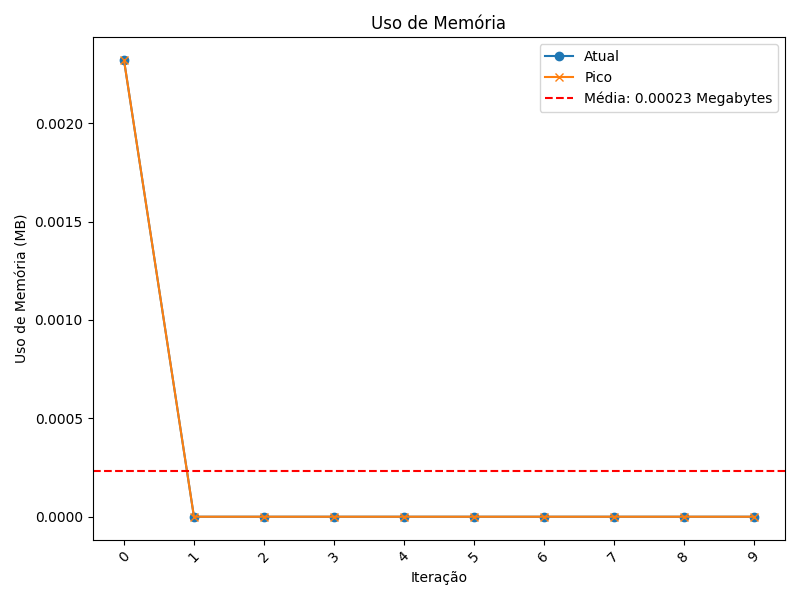 Uso de Memória
Atual
Pico
Média: 0.00023 Megabytes
0.0020
0.0015
0.0010
0.0005
0.0000
Uso de Memória (MB)
0 1 2 3 4 5 6 7 8 9
Iteração